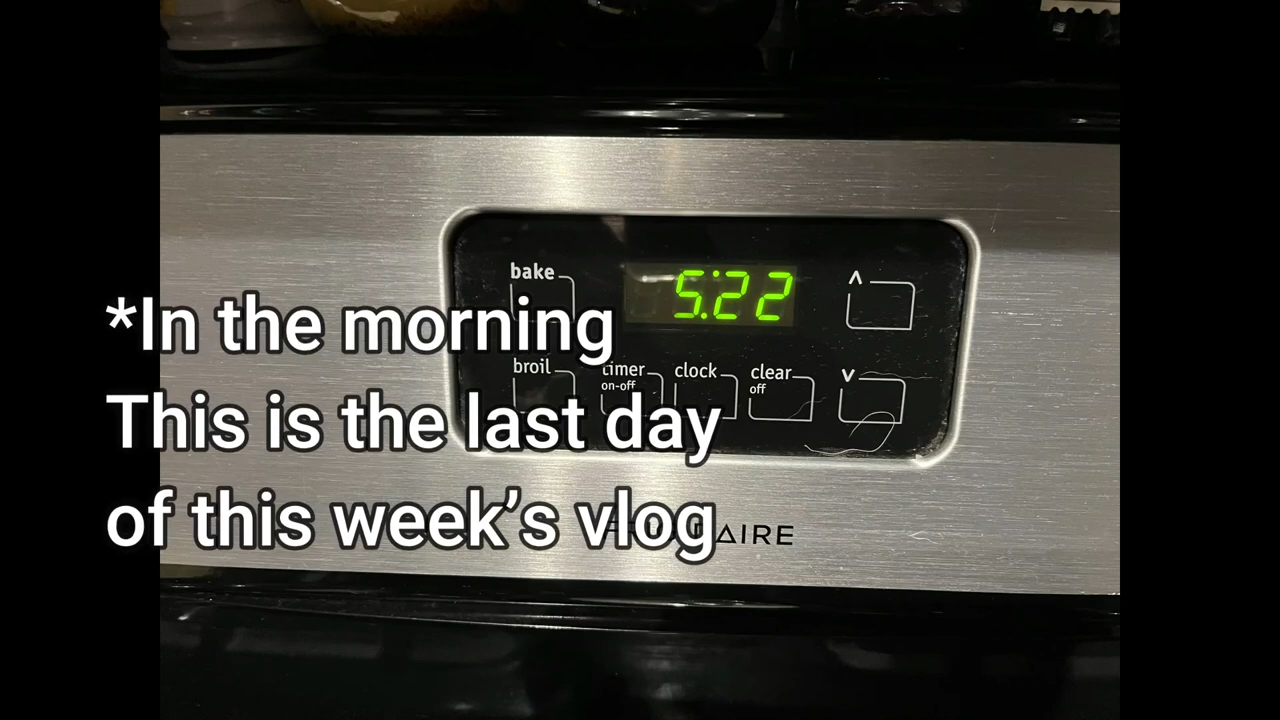 bake
5:22
^
*In the morning
broil
timer
on-off
clock
clear
off
v
This is the last day
of this week’s vlog